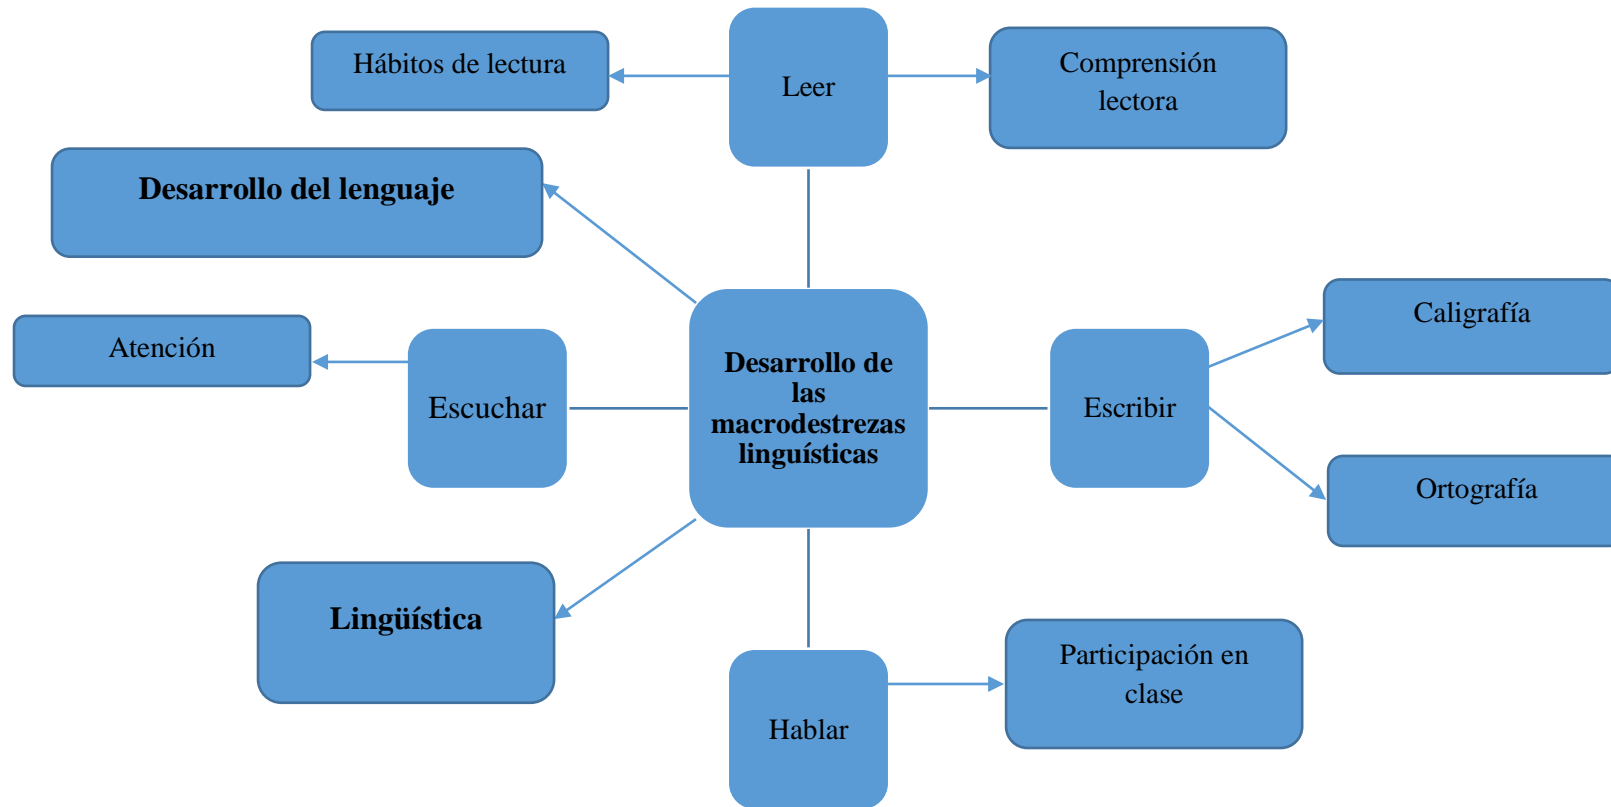 Leer
Hábitos de lectura
Comprensión
lectora
Desarrollo del lenguaje
Atención
Escuchar
Desarrollo de
las
macrodestrezas
linguísticas
Escribir
Caligrafía
Ortografía
Lingüística
Hablar
Participación en
clase